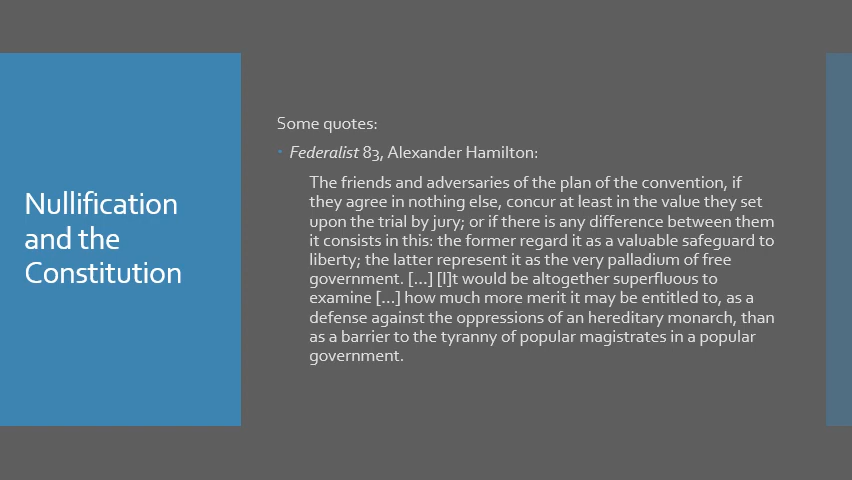 Nullification
and the
Constitution
Some quotes:
• Federalist 83, Alexander Hamilton:
The friends and adversaries of the plan of the convention, if
they agree in nothing else, concur at least in the value they set
upon the trial by jury; or if there is any difference between them
it consists in this: the former regard it as a valuable safeguard to
liberty; the latter represent it as the very palladium of free
government. [...] [I]t would be altogether superfluous to
examine [...] how much more merit it may be entitled to, as a
defense against the oppressions of an hereditary monarch, than
as a barrier to the tyranny of popular magistrates in a popular
government.